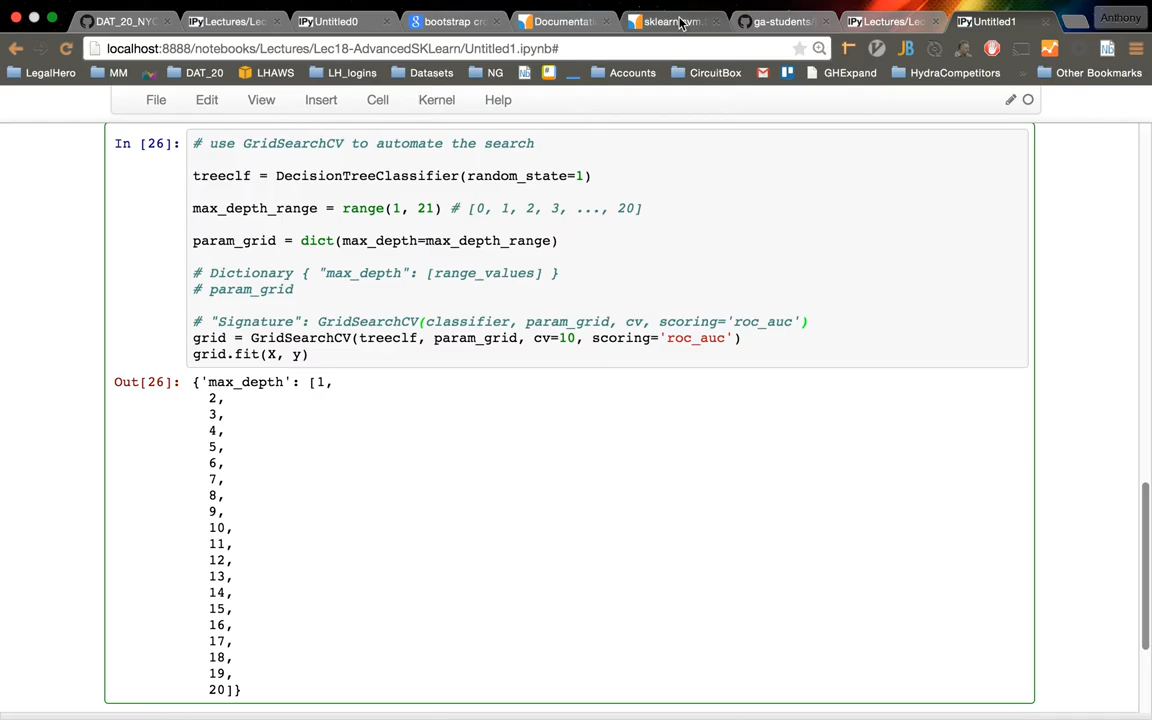 DAT_20_NYC
Lectures/Lec
Untitled0
bootstrap cro
Documentati
sklearn.svm.
ga-students/
Lectures/Lec
Untitled1
Anthony
localhost:8888/notebooks/Lectures/Lec18-AdvancedSKLearn/Untitled1.ipynb#
LegalHero MM DAT_20 LHAWS LH_logins Datasets NG Accounts CircuitBox GHExpand HydraCompetitors Other Bookmarks
File Edit View Insert Cell Kernel Help
In [26]: # use GridSearchCV to automate the search
treeclf = DecisionTreeClassifier(random_state=1)
max_depth_range = range(1, 21) # [0, 1, 2, 3, ..., 20]
param_grid = dict(max_depth=max_depth_range)
# Dictionary { "max_depth": [range_values] }
# param_grid
# "Signature": GridSearchCV(classifier, param_grid, cv, scoring='roc_auc')
grid = GridSearchCV(treeclf, param_grid, cv=10, scoring='roc_auc')
grid.fit(X, y)
Out[26]: {'max_depth': [1,
2,
3,
4,
5,
6,
7,
8,
9,
10,
11,
12,
13,
14,
15,
16,
17,
18,
19,
20]}